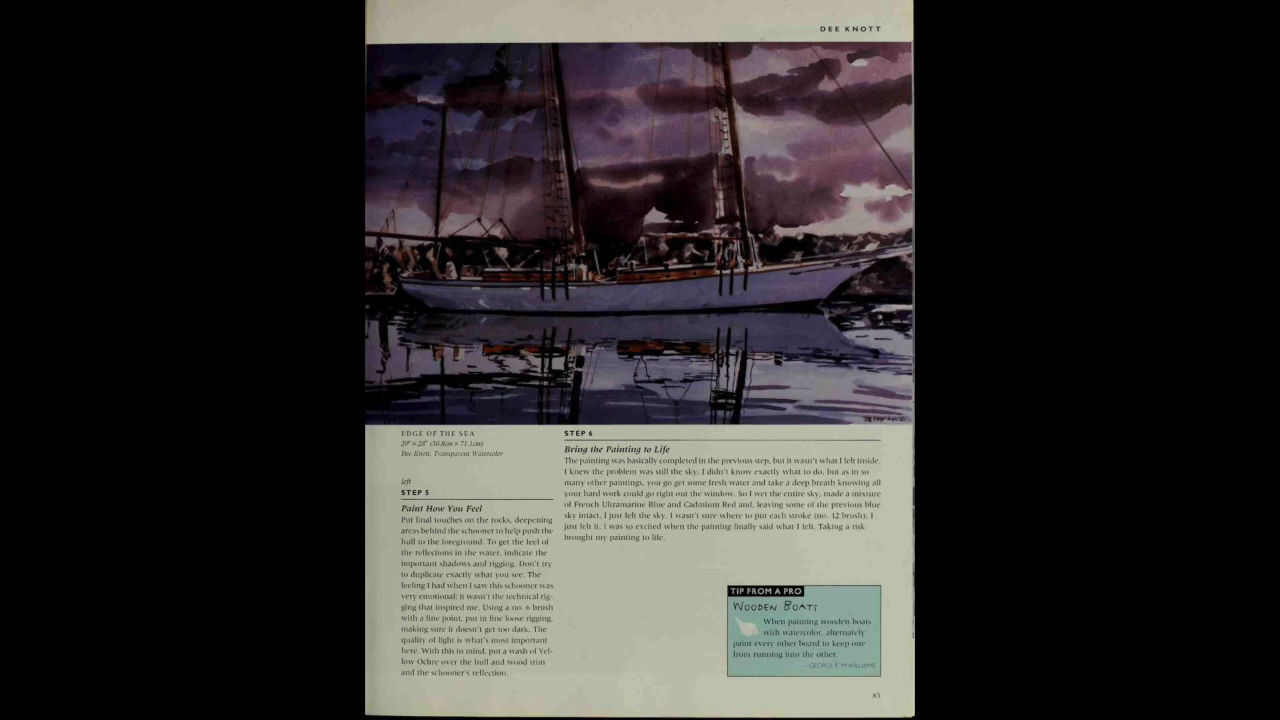 DEE KNOTT
EDGE OF THE SEA
20" × 28" (50.8cm × 71.1cm)
Dee Knott, Transparent Watercolor
left
STEP 5
Paint How You Feel
Put final touches on the rocks, deepening
areas behind the schooner to help push the
hull to the foreground. To get the feel of
the reflections in the water, indicate the
important shadows and rigging. Don't try
to duplicate exactly what you see. The
feeling I had when I saw this schooner was
very emotional; it wasn't the technical rig-
ging that inspired me. Using a no. 6 brush
with a fine point, put in fine loose rigging,
making sure it doesn't get too dark. The
quality of light is what's most important
here. With this in mind, put a wash of Yel-
low Ochre over the hull and wood trim
and the schooner's reflection.
STEP 6
Bring the Painting to Life
The painting was basically completed in the previous step, but it wasn't what I felt inside.
I knew the problem was still the sky. I didn't know exactly what to do, but as in so
many other paintings, you go get some fresh water and take a deep breath knowing all
your hard work could go right out the window. So I wet the entire sky, made a mixture
of French Ultramarine Blue and Cadmium Red and, leaving some of the previous blue
sky intact, I just felt the sky. I wasn't sure where to put each stroke (no. 12 brush); I
just felt it. I was so excited when the painting finally said what I felt. Taking a risk
brought my painting to life.
TIP FROM A PRO
WOODEN BOATS
When painting wooden boats
with watercolor, alternately
paint every other board to keep one
from running into the other.
—GEORGE F. McWILLIAMS
83